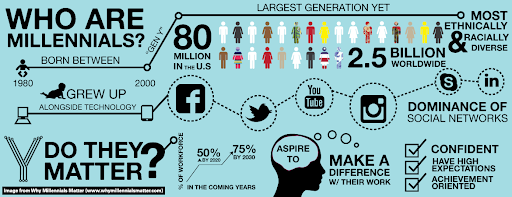 WHO ARE
MILLENNIALS?
BORN BETWEEN
1980
2000
"GEN Y"
LARGEST GENERATION YET
80
MILLION
IN THE U.S
2.5 BILLION
WORLDWIDE
MOST
ETHNICALLY
& RACIALLY
DIVERSE
GREW UP
ALONGSIDE TECHNOLOGY
You
Tube
S
in
DOMINANCE OF
SOCIAL NETWORKS
Y DO THEY
MATTER?
% OF WORKFORCE
50%
BY 2020
75%
BY 2030
% IN THE COMING YEARS
ASPIRE
TO
MAKE A
DIFFERENCE
W/ THEIR WORK
CONFIDENT
HAVE HIGH
EXPECTATIONS
ACHIEVEMENT
ORIENTED
Image from Why Millennials Matter (www.whymillennialsmatter.com)